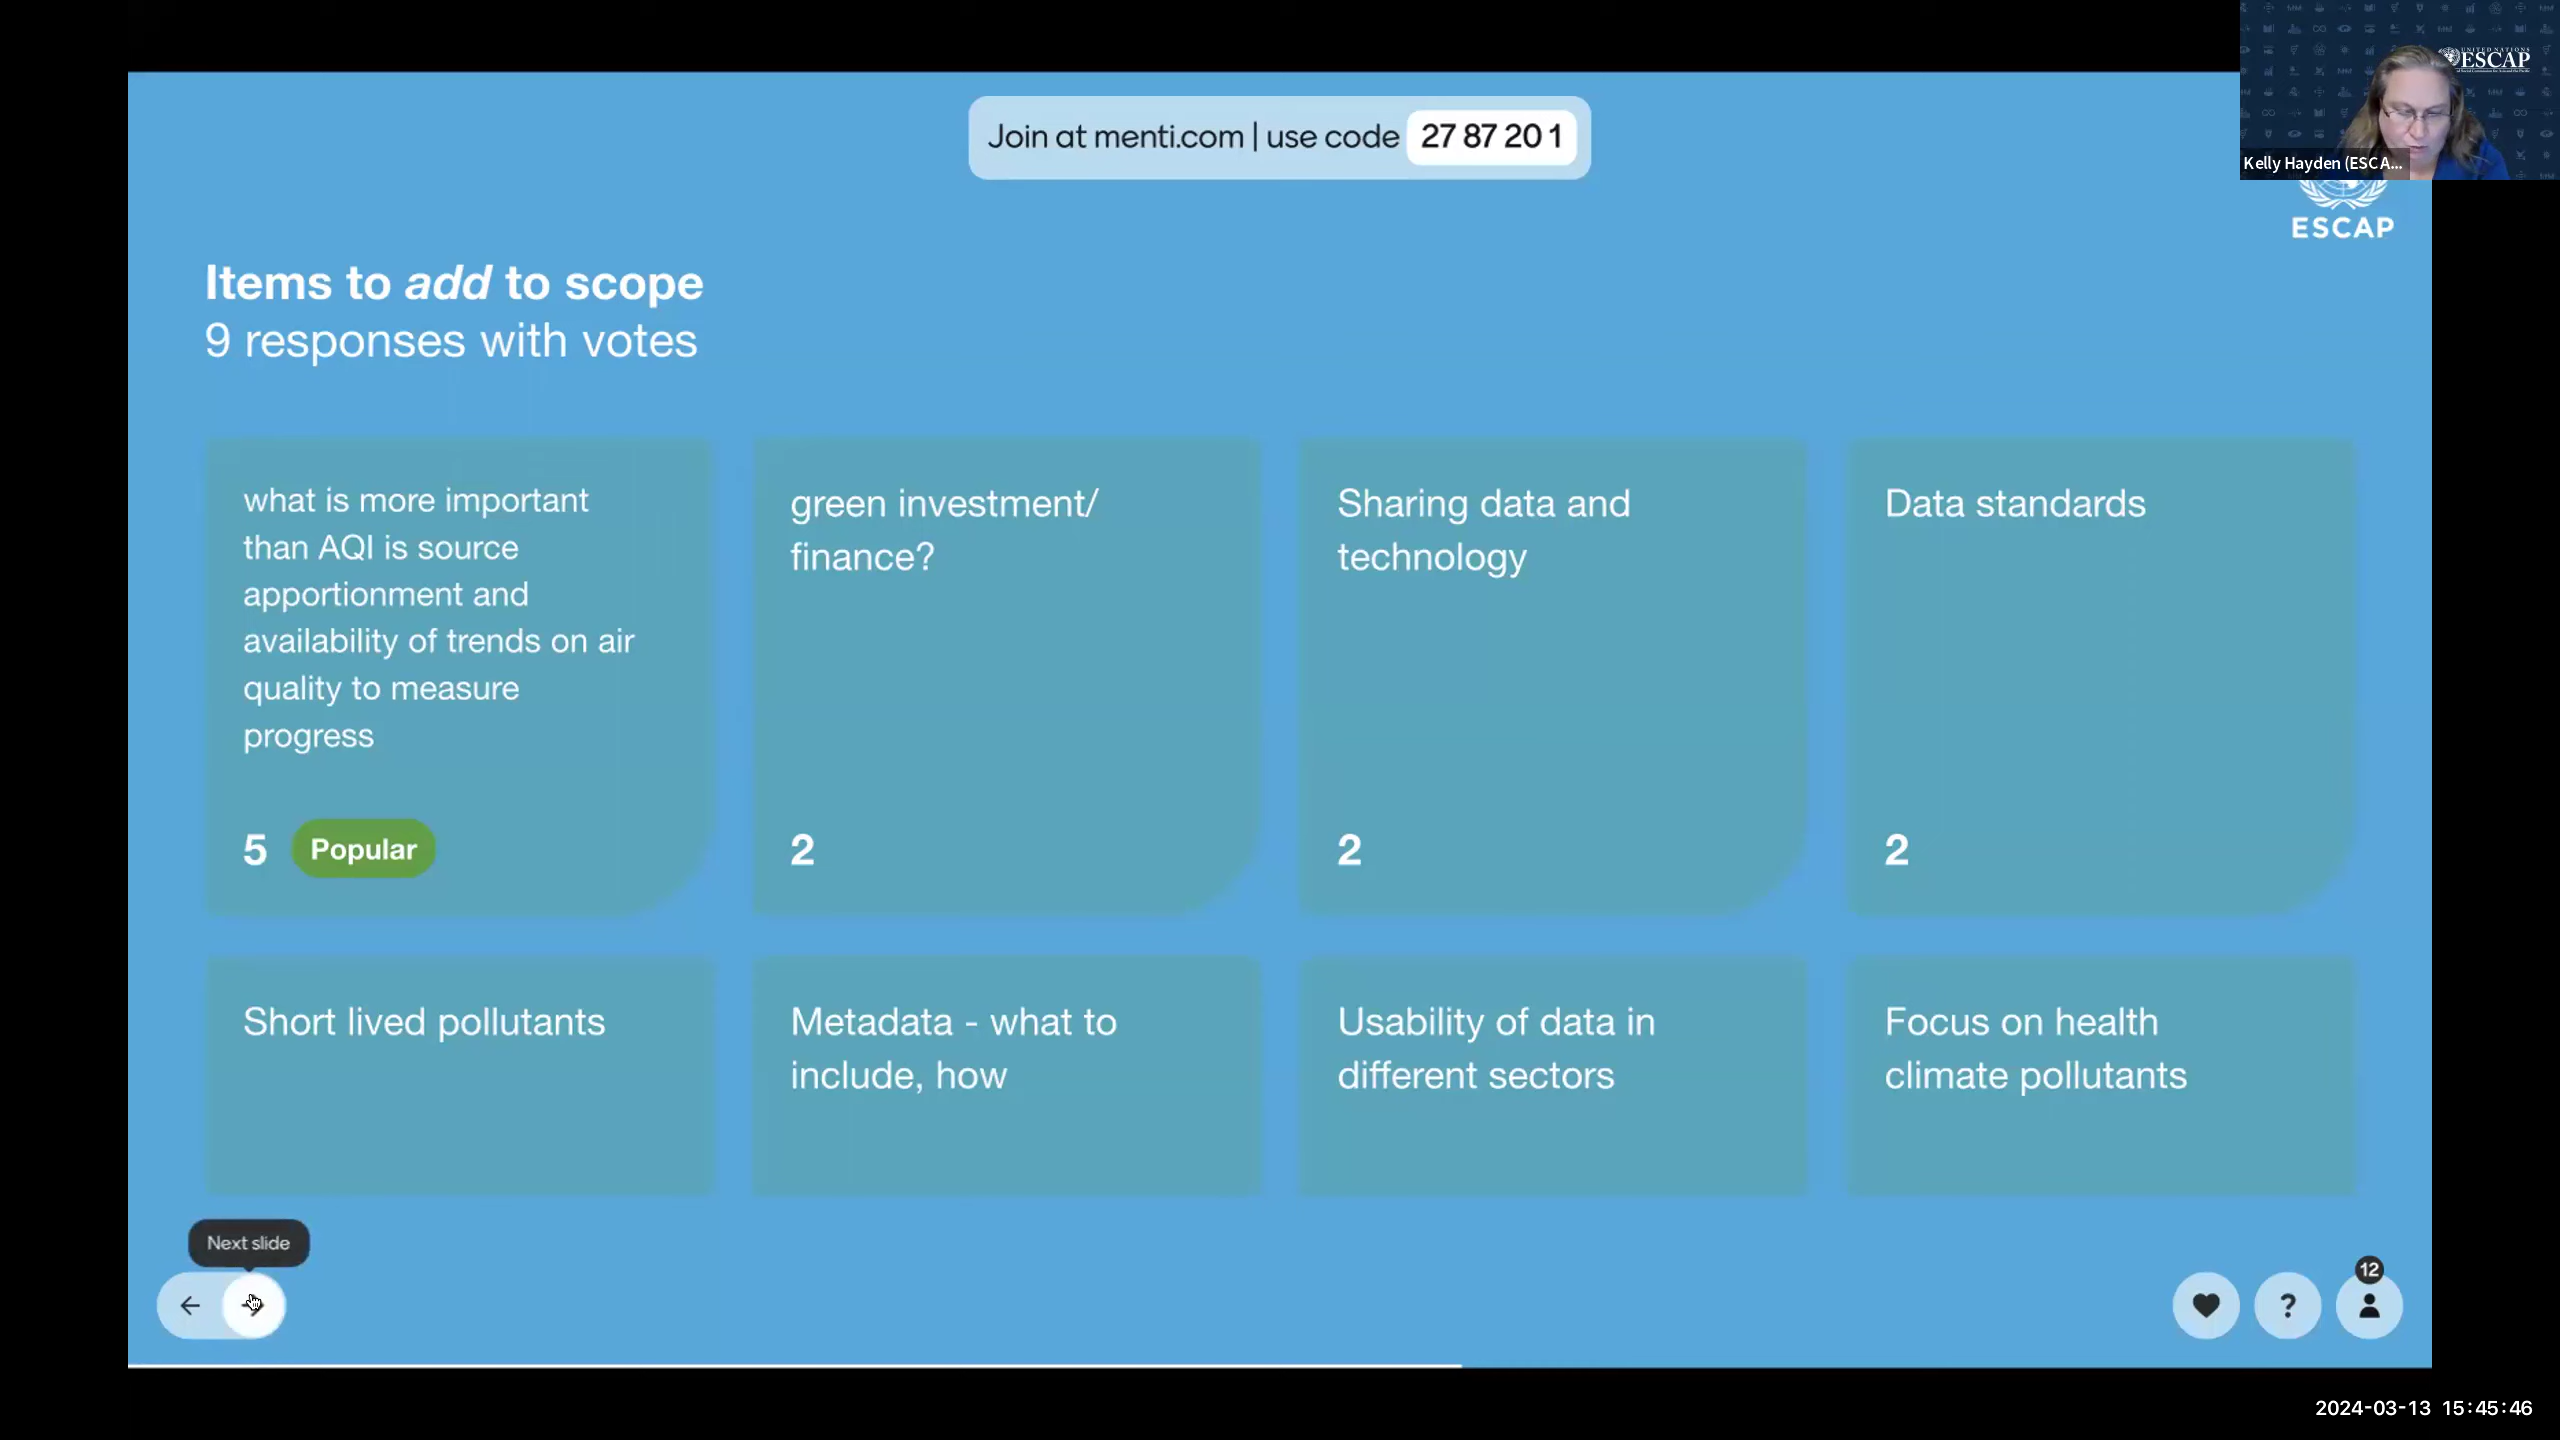 Join at menti.com | use code 27 87 20 1
UNITED NATIONS
ESCAP
Kelly Hayden (ESCA...
ESCAP
Items to add to scope
9 responses with votes
what is more important
than AQI is source
apportionment and
availability of trends on air
quality to measure
progress
5 Popular
green investment/
finance?
2
Sharing data and
technology
2
Data standards
2
Short lived pollutants
Metadata - what to
include, how
Usability of data in
different sectors
Focus on health
climate pollutants
Next slide
?
12
2024-03-13 15:45:46